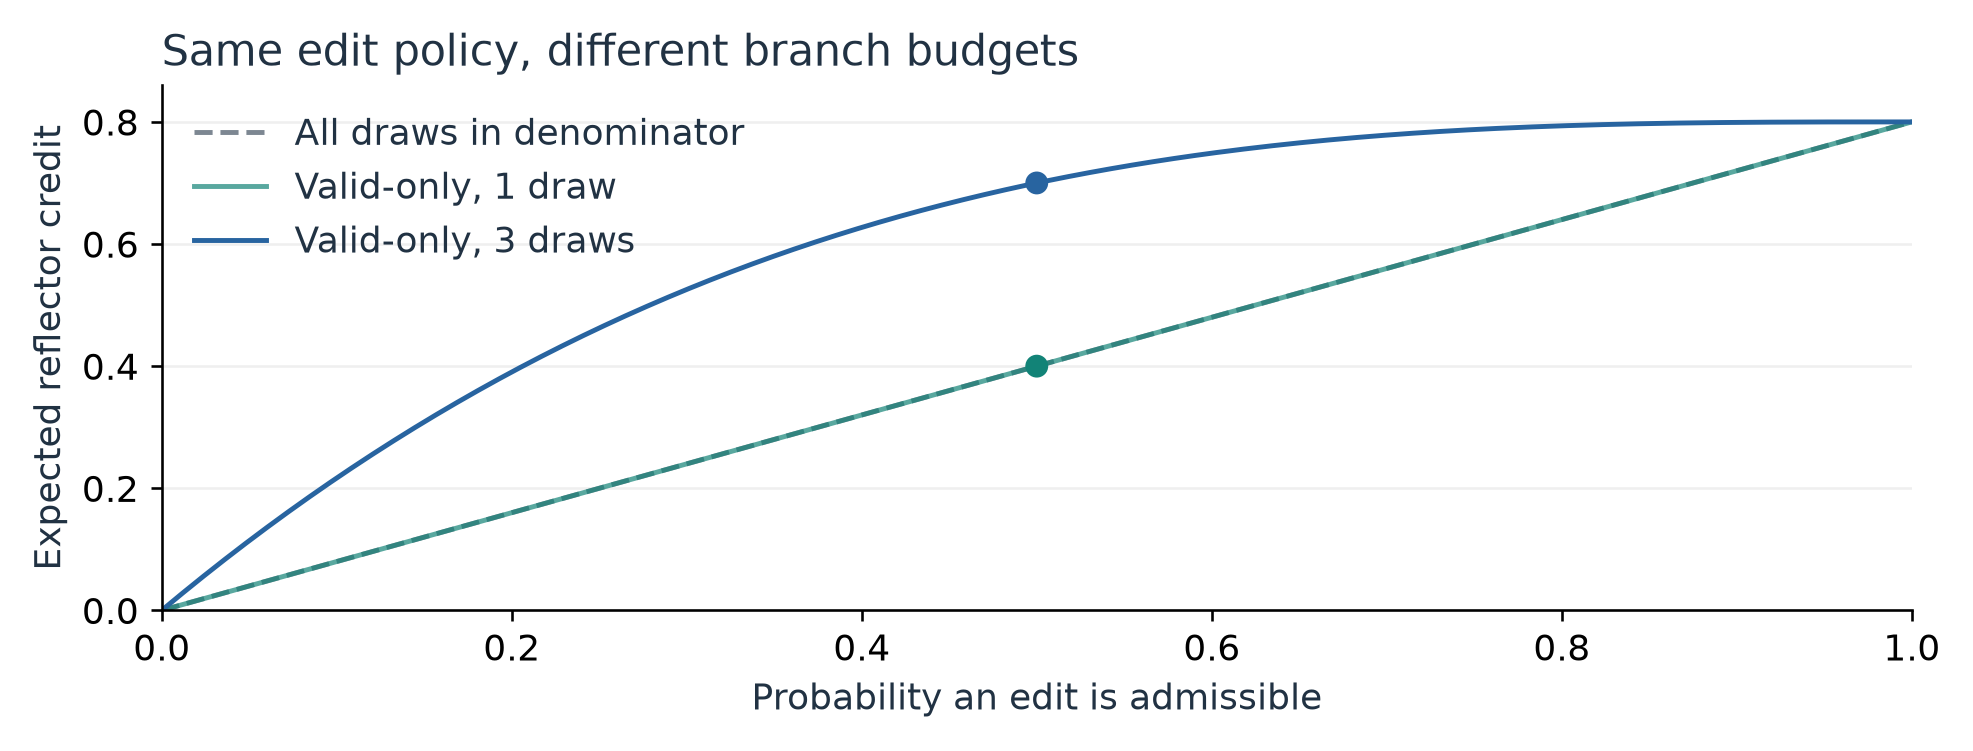 Same edit policy, different branch budgets
Expected reflector credit
0.8
0.6
0.4
0.2
0.0
All draws in denominator
Valid-only, 1 draw
Valid-only, 3 draws
0.0 0.2 0.4 0.6 0.8 1.0
Probability an edit is admissible